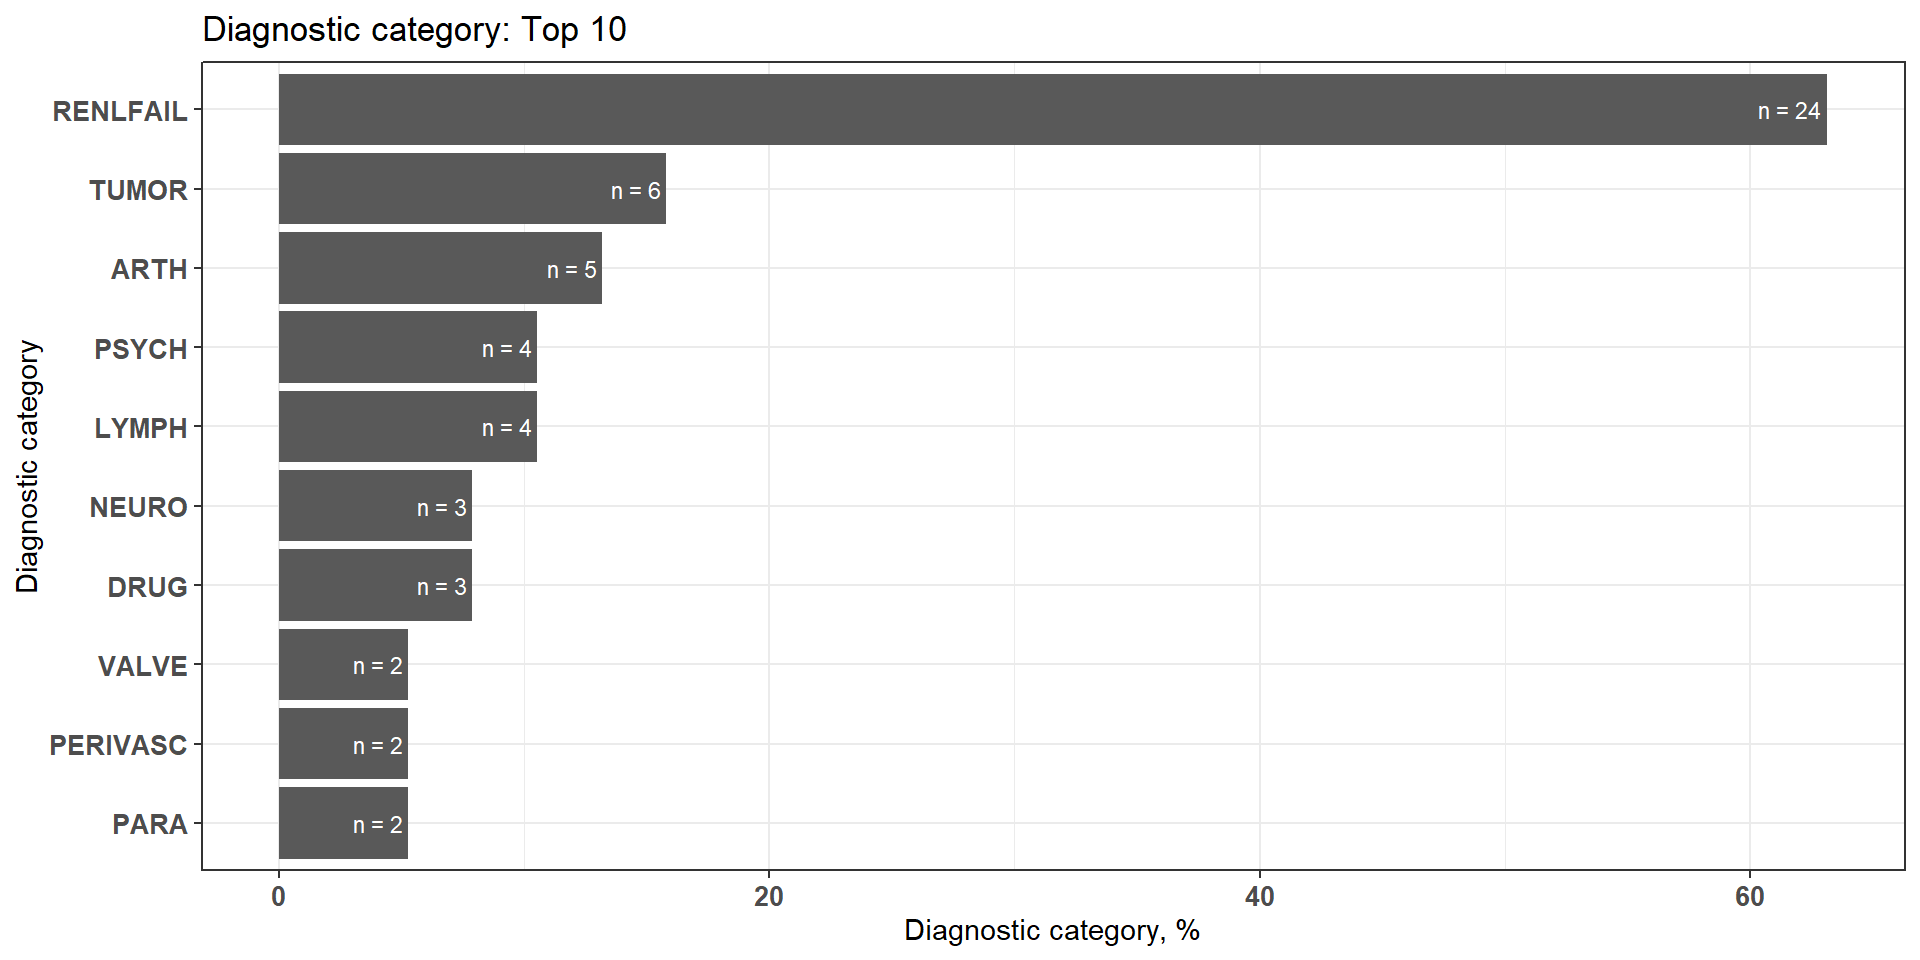 Diagnostic category: Top 10
RENLFAIL n = 24
TUMOR n = 6
ARTH n = 5
PSYCH n = 4
LYMPH n = 4
NEURO n = 3
DRUG n = 3
VALVE n = 2
PERIVASC n = 2
PARA n = 2
Diagnostic category
0 20 40 60
Diagnostic category, %